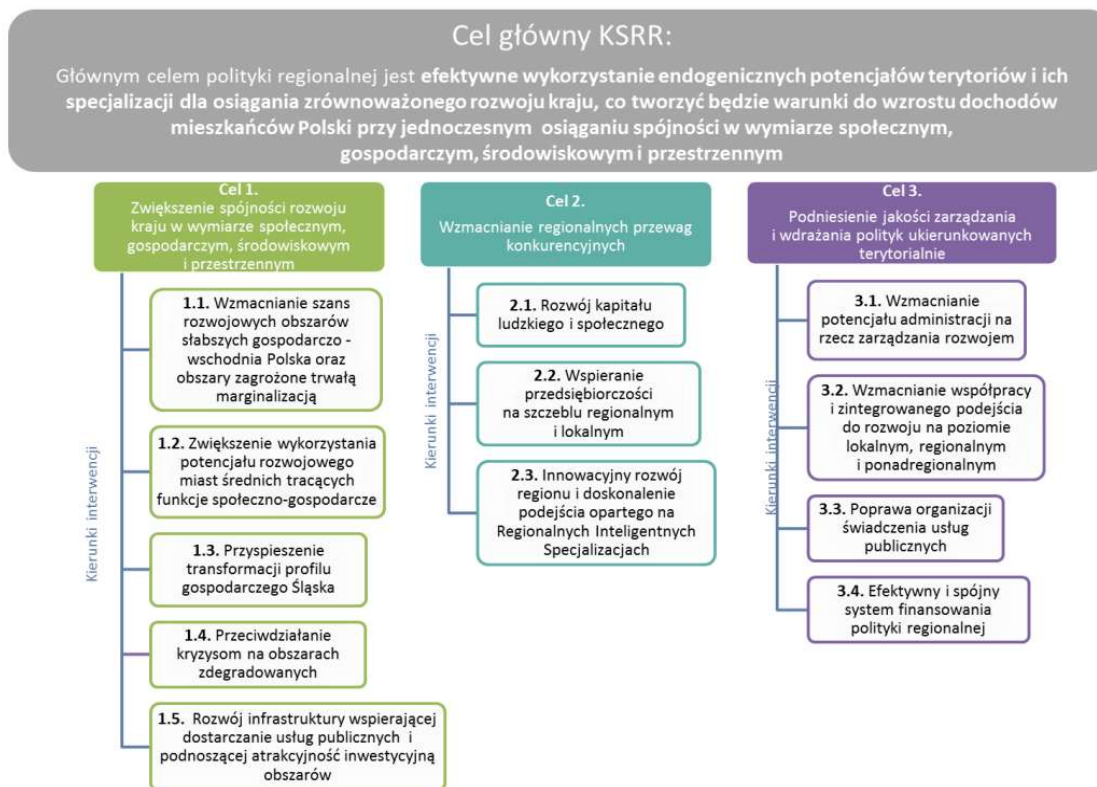 Cel główny KSRR:
Głównym celem polityki regionalnej jest efektywne wykorzystanie endogenicznych potencjałów terytoriów i ich
specjalizacji dla osiągania zrównoważonego rozwoju kraju, co tworzyć będzie warunki do wzrostu dochodów
mieszkańców Polski przy jednoczesnym osiąganiu spójności w wymiarze społecznym,
gospodarczym, środowiskowym i przestrzennym
Cel 1.
Zwiększenie spójności rozwoju
kraju w wymiarze społecznym,
gospodarczym, środowiskowym
i przestrzennym
Kierunki interwencji
1.1. Wzmacnianie szans
rozwojowych obszarów
słabszych gospodarczo -
wschodnia Polska oraz
obszary zagrożone trwałą
marginalizacją
1.2. Zwiększenie wykorzystania
potencjału rozwojowego
miast średnich tracących
funkcje społeczno-gospodarcze
1.3. Przyspieszenie
transformacji profilu
gospodarczego Śląska
1.4. Przeciwdziałanie
kryzysom na obszarach
zdegradowanych
1.5. Rozwój infrastruktury wspierającej
dostarczanie usług publicznych i
podnoszącej atrakcyjność inwestycyjną
obszarów
Cel 2.
Wzmacnianie regionalnych przewag
konkurencyjnych
Kierunki interwencji
2.1. Rozwój kapitału
ludzkiego i społecznego
2.2. Wspieranie
przedsiębiorczości
na szczeblu regionalnym
i lokalnym
2.3. Innowacyjny rozwój
regionu i doskonalenie
podejścia opartego na
Regionalnych Inteligentnych
Specjalizacjach
Cel 3.
Podniesienie jakości zarządzania
i wdrażania polityk ukierunkowanych
terytorialnie
Kierunki interwencji
3.1. Wzmacnianie
potencjału administracji na
rzecz zarządzania rozwojem
3.2. Wzmacnianie współpracy
i zintegrowanego podejścia
do rozwoju na poziomie
lokalnym, regionalnym
i ponadregionalnym
3.3. Poprawa organizacji
świadczenia usług
publicznych
3.4. Efektywny i spójny
system finansowania
polityki regionalnej